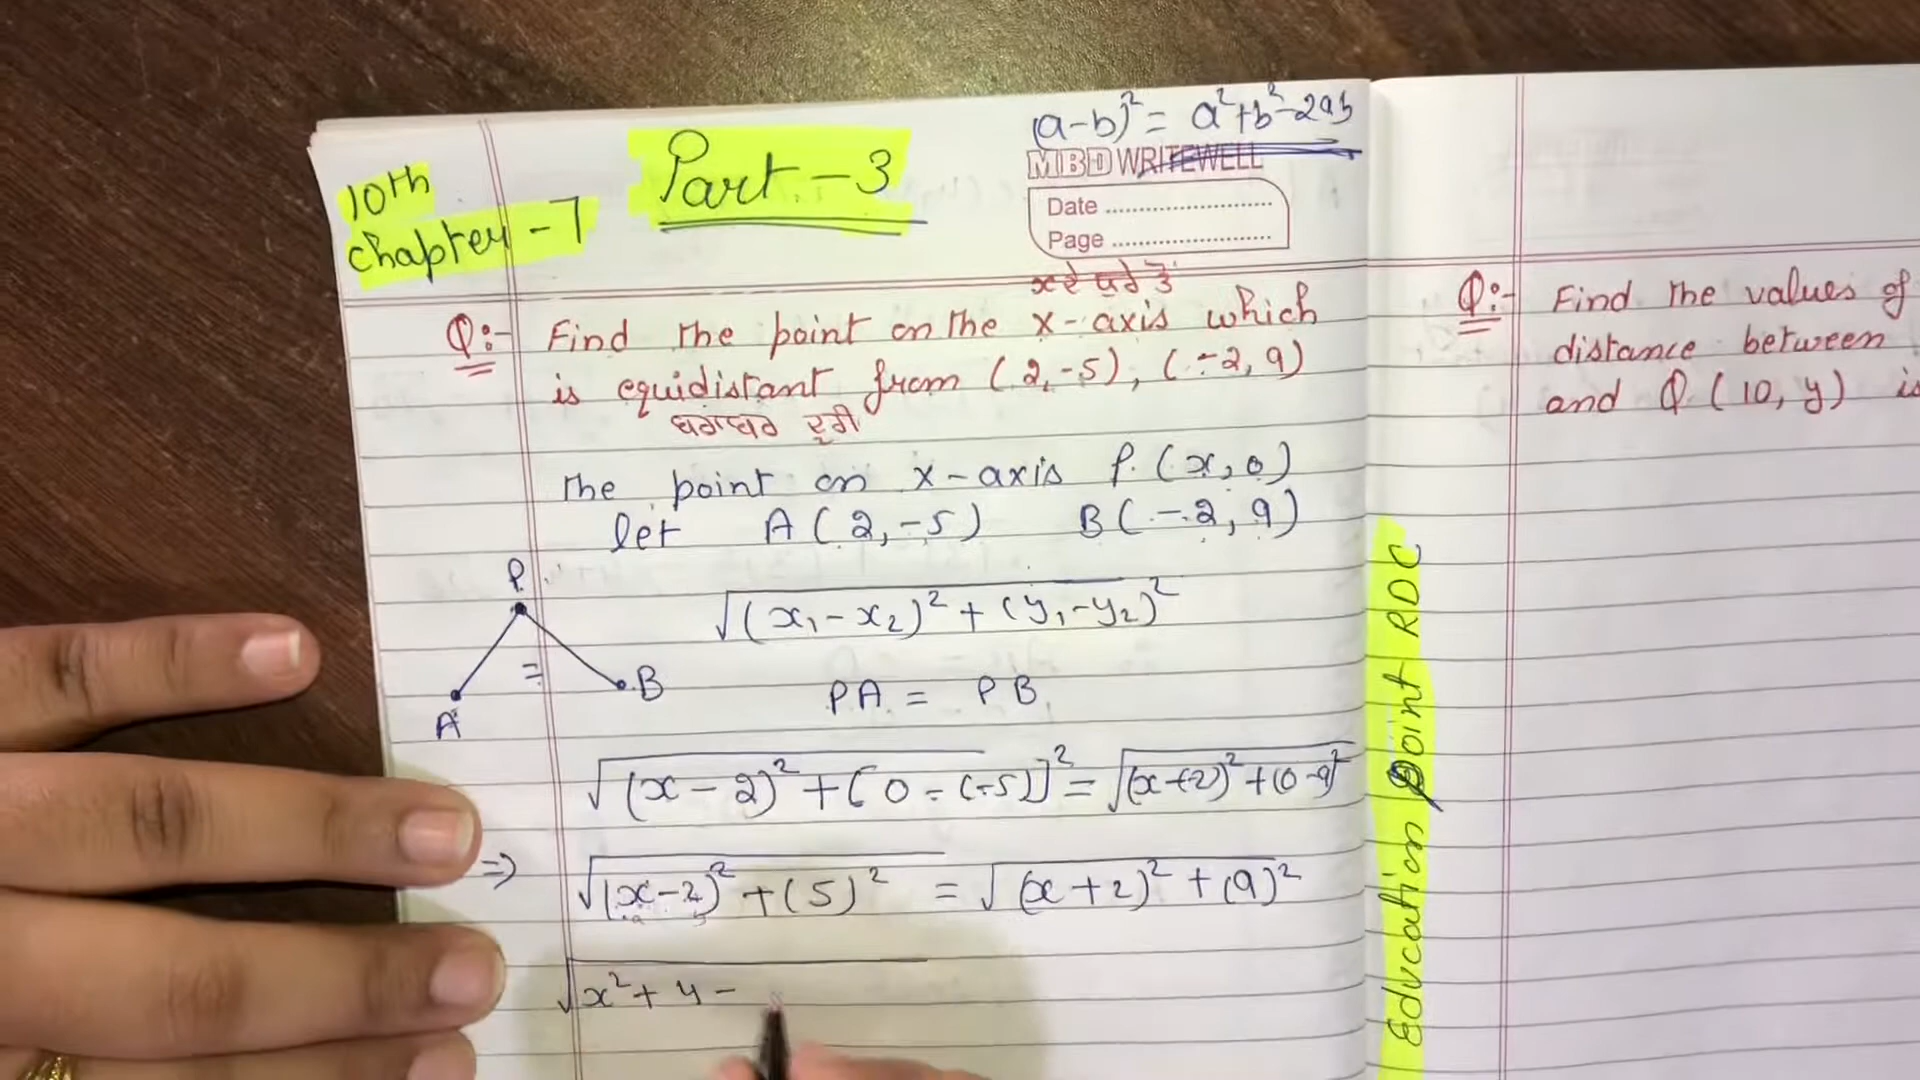 (a-b)² = a²+b²-2ab
MBD WRITEWELL
Date
Page
10th
Chapter - 7
Part - 3
Q:- Find the point on the x-axis which
is equidistant from (2,-5), (-2, 9)
ਬਰਾਬਰ ਦੂਰੀ
The point on x-axis P. (x, 0)
let A (2, -5) B (-2, 9)
P.
A
B
=
√(x₁-x₂)² + (y₁-y₂)²
PA = PB
√(x-2)² + [0-(-5)]² = √(x+2)² + (0-9)²
=> √(x-2)² + (5)² = √(x+2)² + (9)²
√x² + 4 -
Education Point RDC
Q:- Find the values of
distance between
and Q (10, y) is